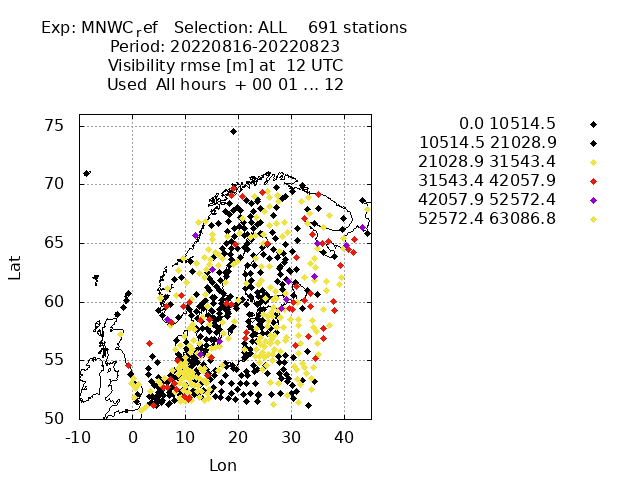 Exp: MNWC_ref Selection: ALL 691 stations
Period: 20220816-20220823
Visibility rmse [m] at 12 UTC
Used All hours + 00 01 ... 12
0.0 10514.5
10514.5 21028.9
21028.9 31543.4
31543.4 42057.9
42057.9 52572.4
52572.4 63086.8
75
70
65
60
55
50
Lat
-10 0 10 20 30 40
Lon